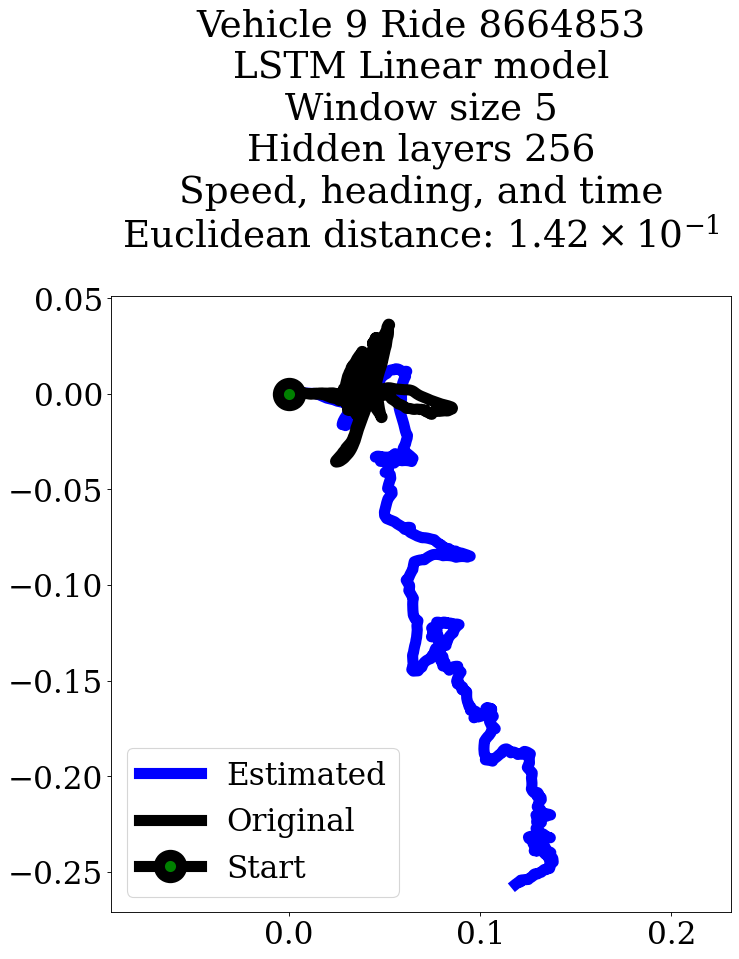 Vehicle 9 Ride 8664853
LSTM Linear model
Window size 5
Hidden layers 256
Speed, heading, and time
Euclidean distance: 1.42 × 10⁻¹
0.05
0.00
−0.05
−0.10
−0.15
−0.20
−0.25
Estimated
Original
Start
0.0 0.1 0.2